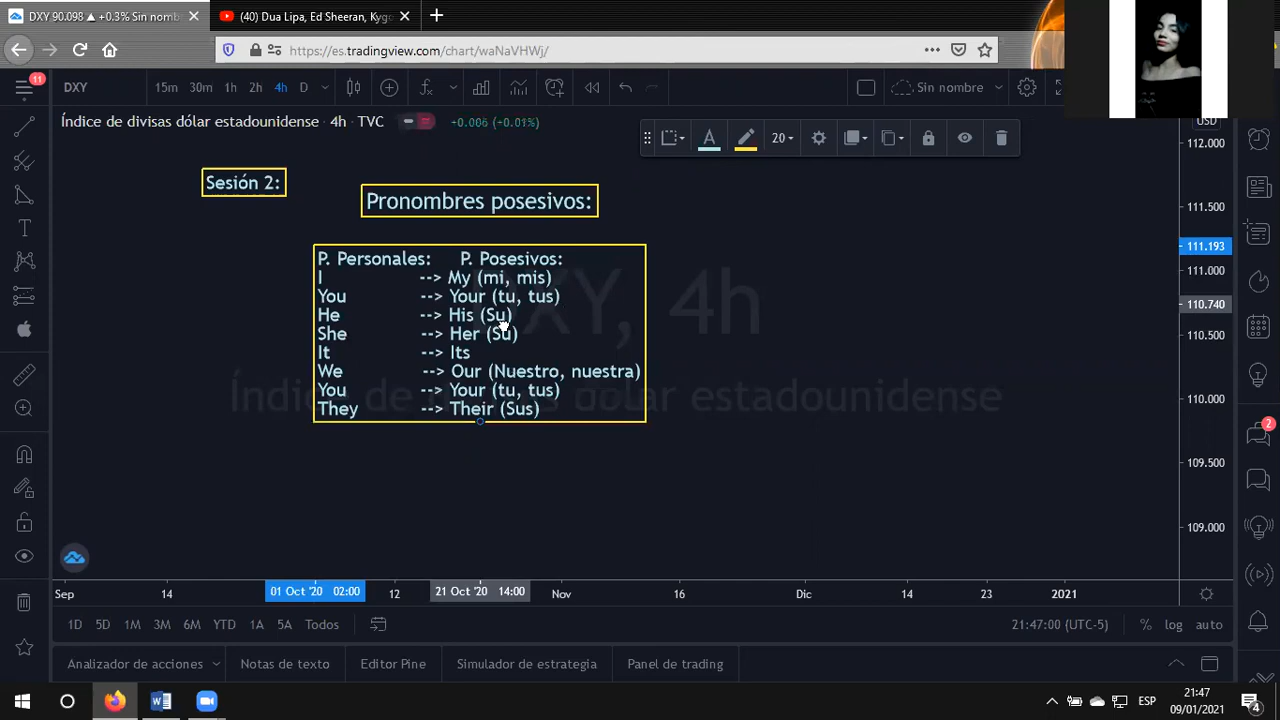 DXY 90.098 ▲ +0.3% Sin nomb
(40) Dua Lipa, Ed Sheeran, Kygo
https://es.tradingview.com/chart/waNaVHWj/
11
DXY 15m 30m 1h 2h 4h D Sin nombre
Índice de divisas dólar estadounidense · 4h · TVC +0.006 (+0.01%)
20
USD
Sesión 2:
Pronombres posesivos:
P. Personales: P. Posesivos:
I --> My (mi, mis)
You --> Your (tu, tus)
He --> His (Su)
She --> Her (Su)
It --> Its
We --> Our (Nuestro, nuestra)
You --> Your (tu, tus)
They --> Their (Sus)
DXY, 4h
Índice de divisas dólar estadounidense
112.000
111.500
111.193
111.000
110.740
110.500
110.000
109.500
109.000
2
Sep 14 01 Oct '20 02:00 12 21 Oct '20 14:00 Nov 16 Dic 14 23 2021
1D 5D 1M 3M 6M YTD 1A 5A Todos 21:47:00 (UTC-5) % log auto
Analizador de acciones Notas de texto Editor Pine Simulador de estrategia Panel de trading
ESP
21:47
09/01/2021
4